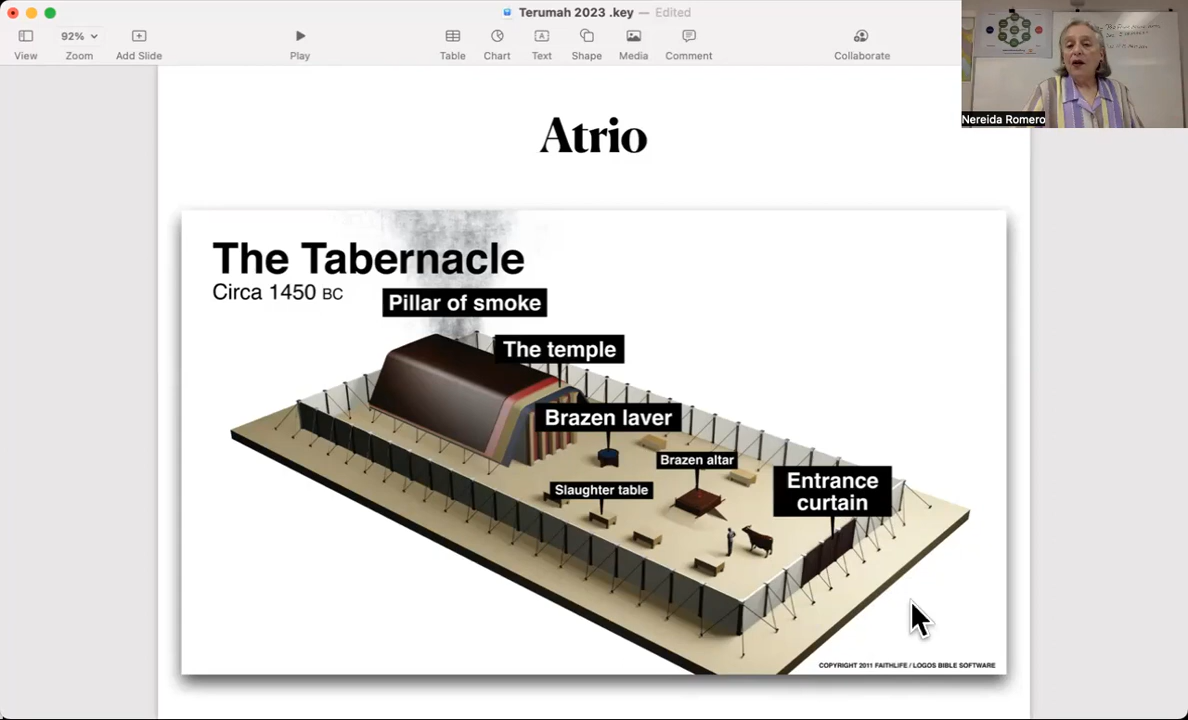 Terumah 2023 .key — Edited
92%
View
Zoom
Add Slide
Play
Table
Chart
Text
Shape
Media
Comment
Collaborate
Nereida Romero
Atrio
The Tabernacle
Circa 1450 BC
Pillar of smoke
The temple
Brazen laver
Brazen altar
Slaughter table
Entrance
curtain
COPYRIGHT 2011 FAITHLIFE / LOGOS BIBLE SOFTWARE